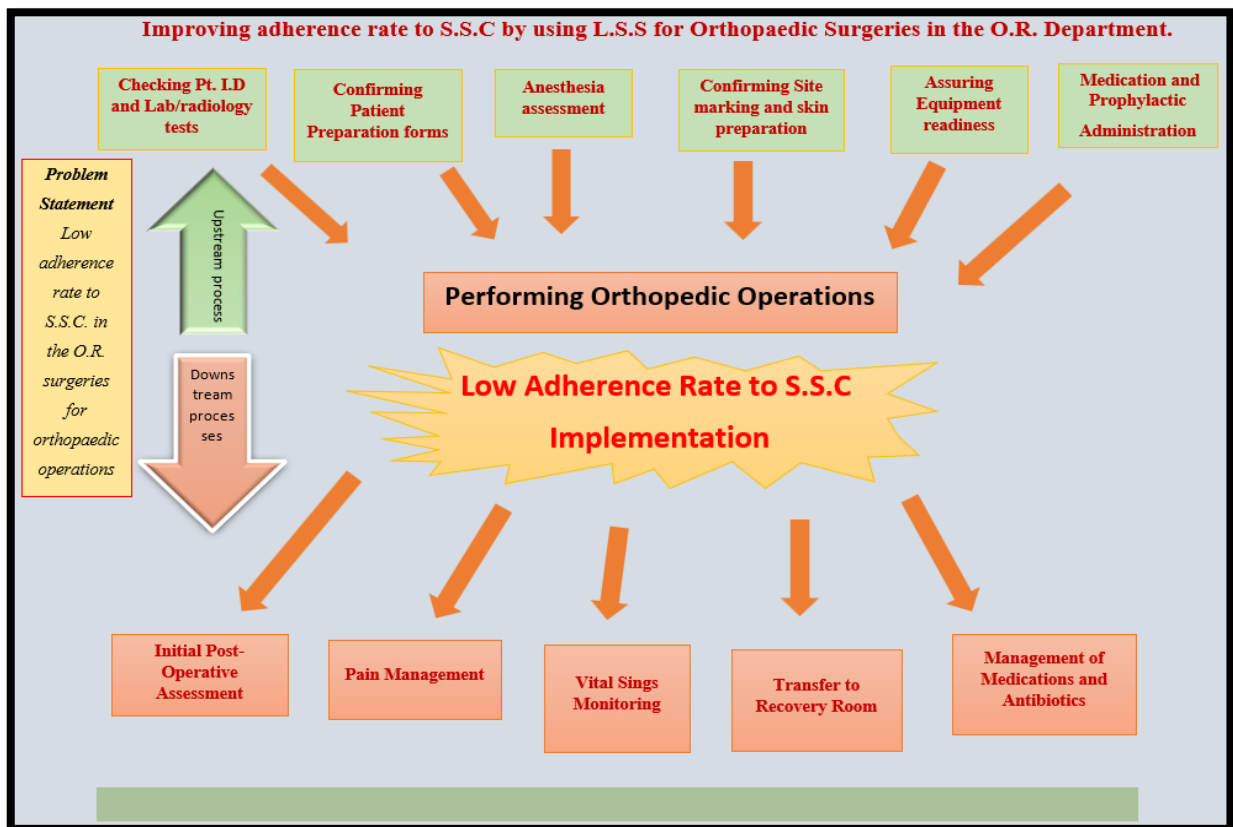 Improving adherence rate to S.S.C by using L.S.S for Orthopaedic Surgeries in the O.R. Department.
Checking Pt. I.D
and Lab/radiology
tests
Confirming
Patient
Preparation forms
Anesthesia
assessment
Confirming Site
marking and skin
preparation
Assuring
Equipment
readiness
Medication and
Prophylactic
Administration
Problem
Statement
Low
adherence
rate to
S.S.C. in
the O.R.
surgeries
for
orthopaedic
operations
Upstream process
Downs
tream
proces
ses
Performing Orthopedic Operations
Low Adherence Rate to S.S.C
Implementation
Initial Post-
Operative
Assessment
Pain Management
Vital Sings
Monitoring
Transfer to
Recovery Room
Management of
Medications and
Antibiotics